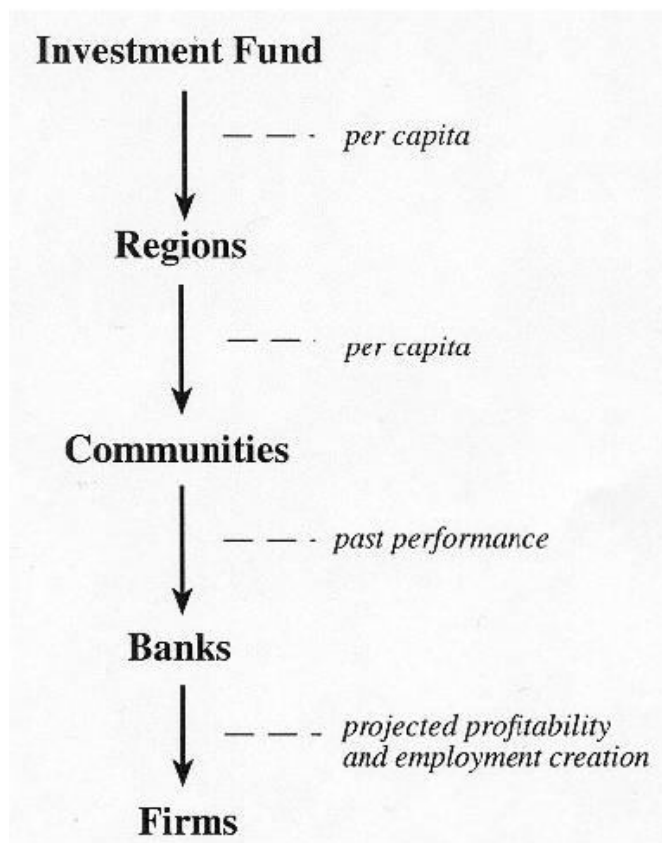 Investment Fund
per capita
Regions
per capita
Communities
past performance
Banks
projected profitability
and employment creation
Firms